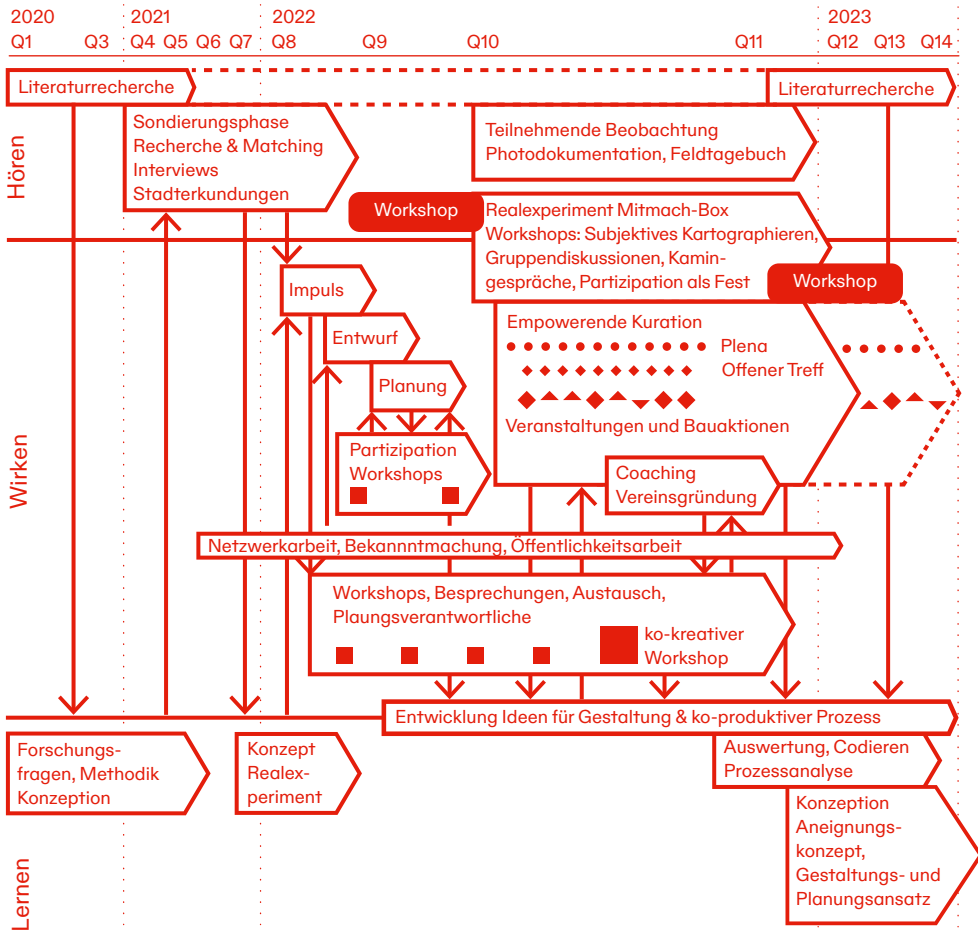 2020
2021
2022
2023
Q1
Q3
Q4
Q5
Q6
Q7
Q8
Q9
Q10
Q11
Q12
Q13
Q14
Hören
Literaturrecherche
Literaturrecherche
Sondierungsphase
Recherche & Matching
Interviews
Stadterkundungen
Teilnehmende Beobachtung
Photodokumentation, Feldtagebuch
Workshop
Realexperiment Mitmach-Box
Workshops: Subjektives Kartographieren,
Gruppendiskussionen, Kamin-
gespräche, Partizipation als Fest
Workshop
Wirken
Impuls
Entwurf
Planung
Partizipation
Workshops
Empowerende Kuration
Plena
Offener Treff
Veranstaltungen und Bauaktionen
Coaching
Vereinsgründung
Netzwerkarbeit, Bekannntmachung, Öffentlichkeitsarbeit
Workshops, Besprechungen, Austausch,
Plaungsverantwortliche
ko-kreativer
Workshop
Entwicklung Ideen für Gestaltung & ko-produktiver Prozess
Lernen
Forschungs-
fragen, Methodik
Konzeption
Konzept
Realex-
periment
Auswertung, Codieren
Prozessanalyse
Konzeption
Aneignungs-
konzept,
Gestaltungs- und
Planungsansatz